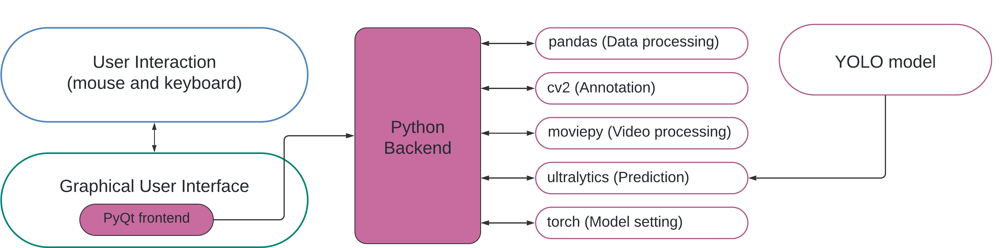 User Interaction
(mouse and keyboard)
Graphical User Interface
PyQt frontend
Python
Backend
pandas (Data processing)
cv2 (Annotation)
moviepy (Video processing)
ultralytics (Prediction)
torch (Model setting)
YOLO model